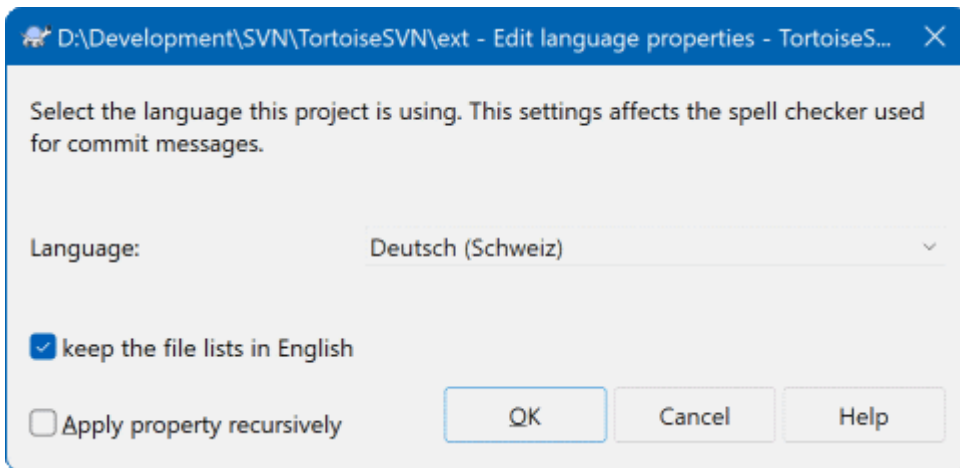 D:\Development\SVN\TortoiseSVN\ext - Edit language properties - TortoiseS...
Select the language this project is using. This settings affects the spell checker used
for commit messages.
Language: Deutsch (Schweiz)
keep the file lists in English
Apply property recursively OK Cancel Help